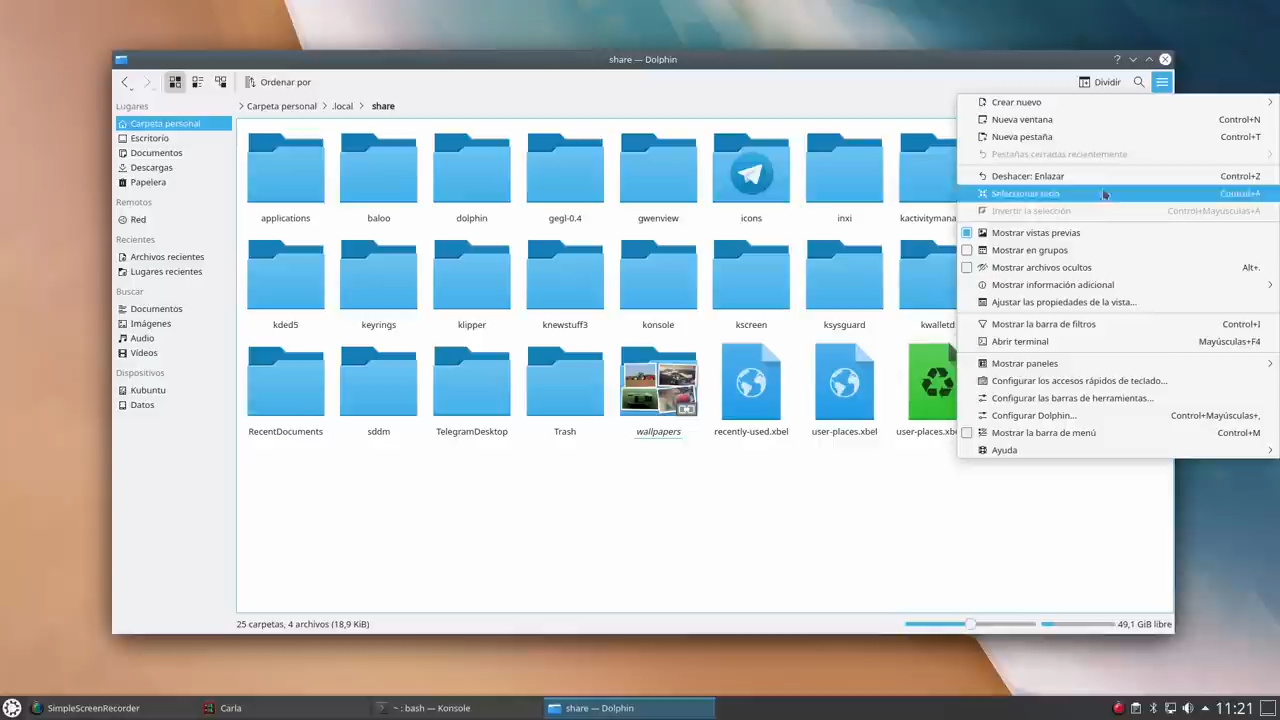 share — Dolphin
Ordenar por
Dividir
Lugares
Carpeta personal
Escritorio
Documentos
Descargas
Papelera
Remotos
Red
Recientes
Archivos recientes
Lugares recientes
Buscar
Documentos
Imágenes
Audio
Vídeos
Dispositivos
Kubuntu
Datos
Carpeta personal
.local
share
applications
baloo
dolphin
gegl-0.4
gwenview
icons
inxi
kactivitymana
kded5
keyrings
klipper
knewstuff3
konsole
kscreen
ksysguard
kwalletd
RecentDocuments
sddm
TelegramDesktop
Trash
wallpapers
recently-used.xbel
user-places.xbel
user-places.xbe
Crear nuevo
Nueva ventana Control+N
Nueva pestaña Control+T
Pestañas cerradas recientemente
Deshacer: Enlazar Control+Z
Seleccionar todo Control+A
Invertir la selección Control+Mayúsculas+A
Mostrar vistas previas
Mostrar en grupos
Mostrar archivos ocultos Alt+.
Mostrar información adicional
Ajustar las propiedades de la vista...
Mostrar la barra de filtros Control+I
Abrir terminal Mayúsculas+F4
Mostrar paneles
Configurar los accesos rápidos de teclado...
Configurar las barras de herramientas...
Configurar Dolphin... Control+Mayúsculas+,
Mostrar la barra de menú Control+M
Ayuda
25 carpetas, 4 archivos (18,9 KiB)
49,1 GiB libre
SimpleScreenRecorder
Carla
~ : bash — Konsole
share — Dolphin
11:21